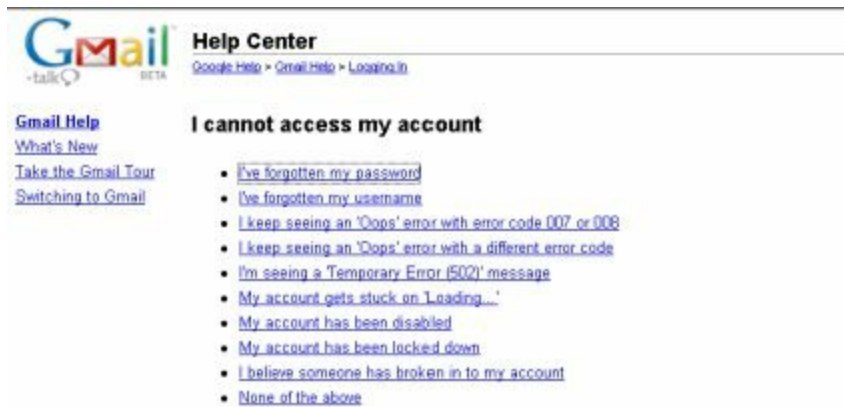 Gmail
-talk
BETA
Help Center
Google Help > Gmail Help > Logging In
Gmail Help
What's New
Take the Gmail Tour
Switching to Gmail
I cannot access my account
• I've forgotten my password
• I've forgotten my username
• I keep seeing an 'Oops' error with error code 007 or 008
• I keep seeing an 'Oops' error with a different error code
• I'm seeing a 'Temporary Error (502)' message
• My account gets stuck on 'Loading...'
• My account has been disabled
• My account has been locked down
• I believe someone has broken in to my account
• None of the above